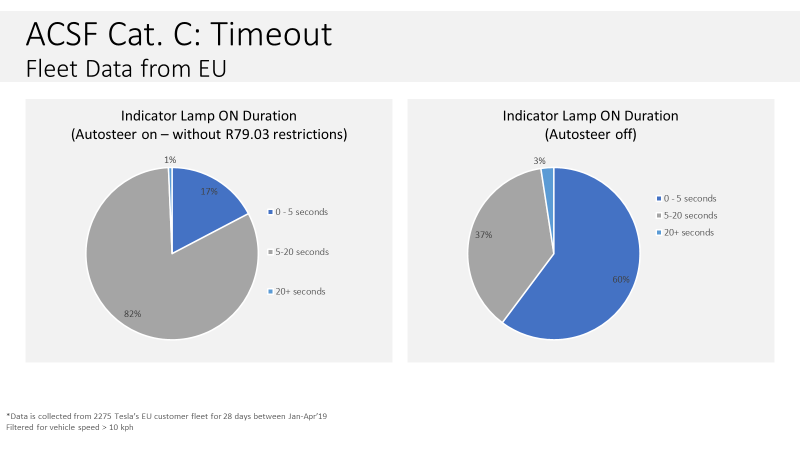 ACSF Cat. C: Timeout
Fleet Data from EU
Indicator Lamp ON Duration
(Autosteer on – without R79.03 restrictions)
1%
17%
82%
0 - 5 seconds
5-20 seconds
20+ seconds
Indicator Lamp ON Duration
(Autosteer off)
3%
37%
60%
0 - 5 seconds
5-20 seconds
20+ seconds
*Data is collected from 2275 Tesla's EU customer fleet for 28 days between Jan-Apr'19
Filtered for vehicle speed > 10 kph